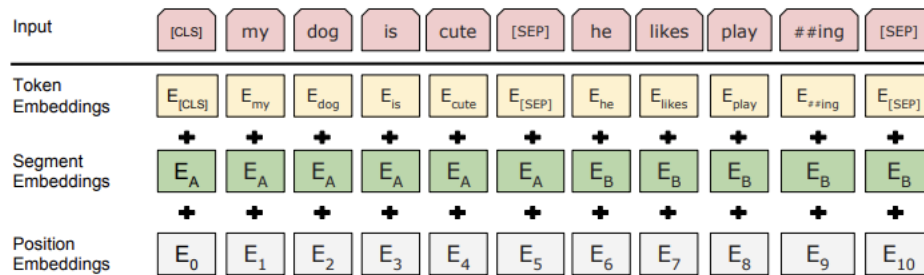 Input [CLS] my dog is cute [SEP] he likes play ##ing [SEP]
Token
Embeddings E[CLS] Emy Edog Eis Ecute E[SEP] Ehe Elikes Eplay E##ing E[SEP]
+ + + + + + + + + + +
Segment
Embeddings EA EA EA EA EA EA EB EB EB EB EB
+ + + + + + + + + + +
Position
Embeddings E0 E1 E2 E3 E4 E5 E6 E7 E8 E9 E10